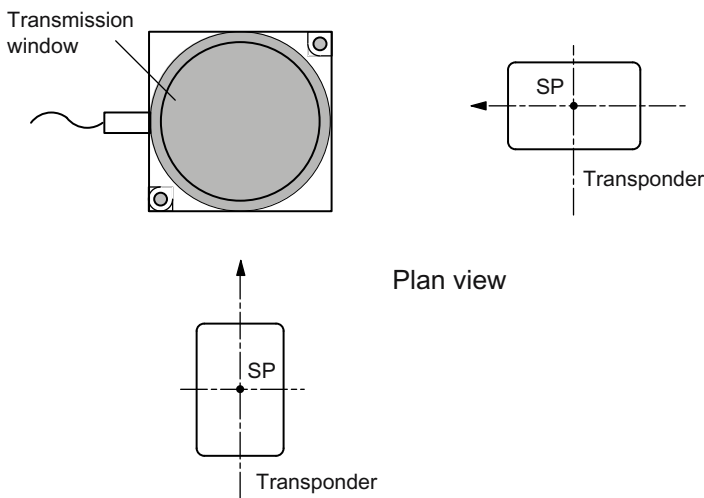 Transmission
window
SP
Transponder
Plan view
SP
Transponder